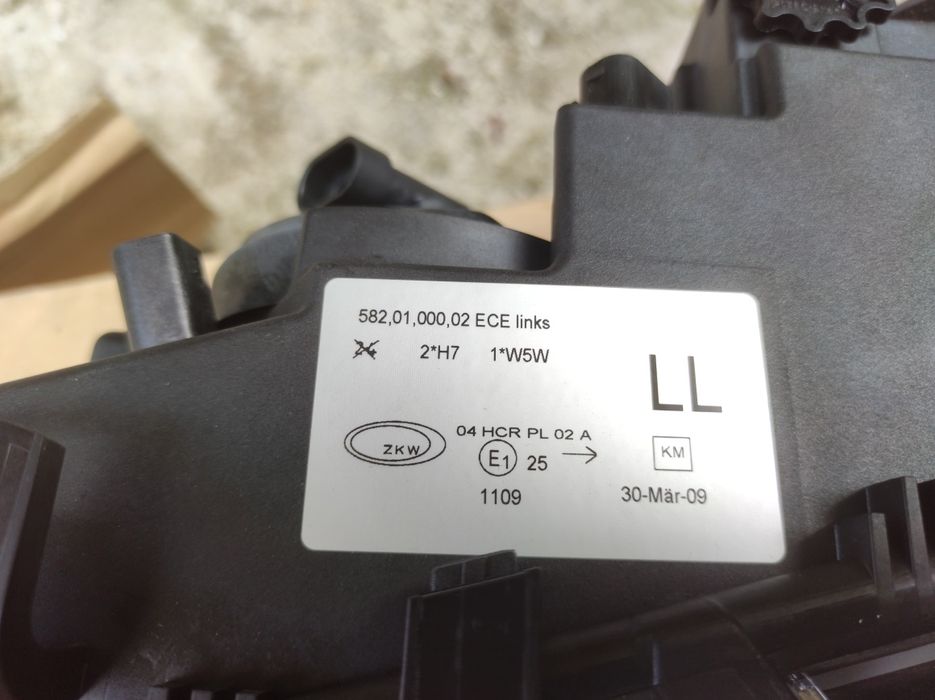 582,01,000,02 ECE links
2*H7 1*W5W
LL
ZKW
04 HCR PL 02 A
E1 25 →
KM
1109
30-Mär-09